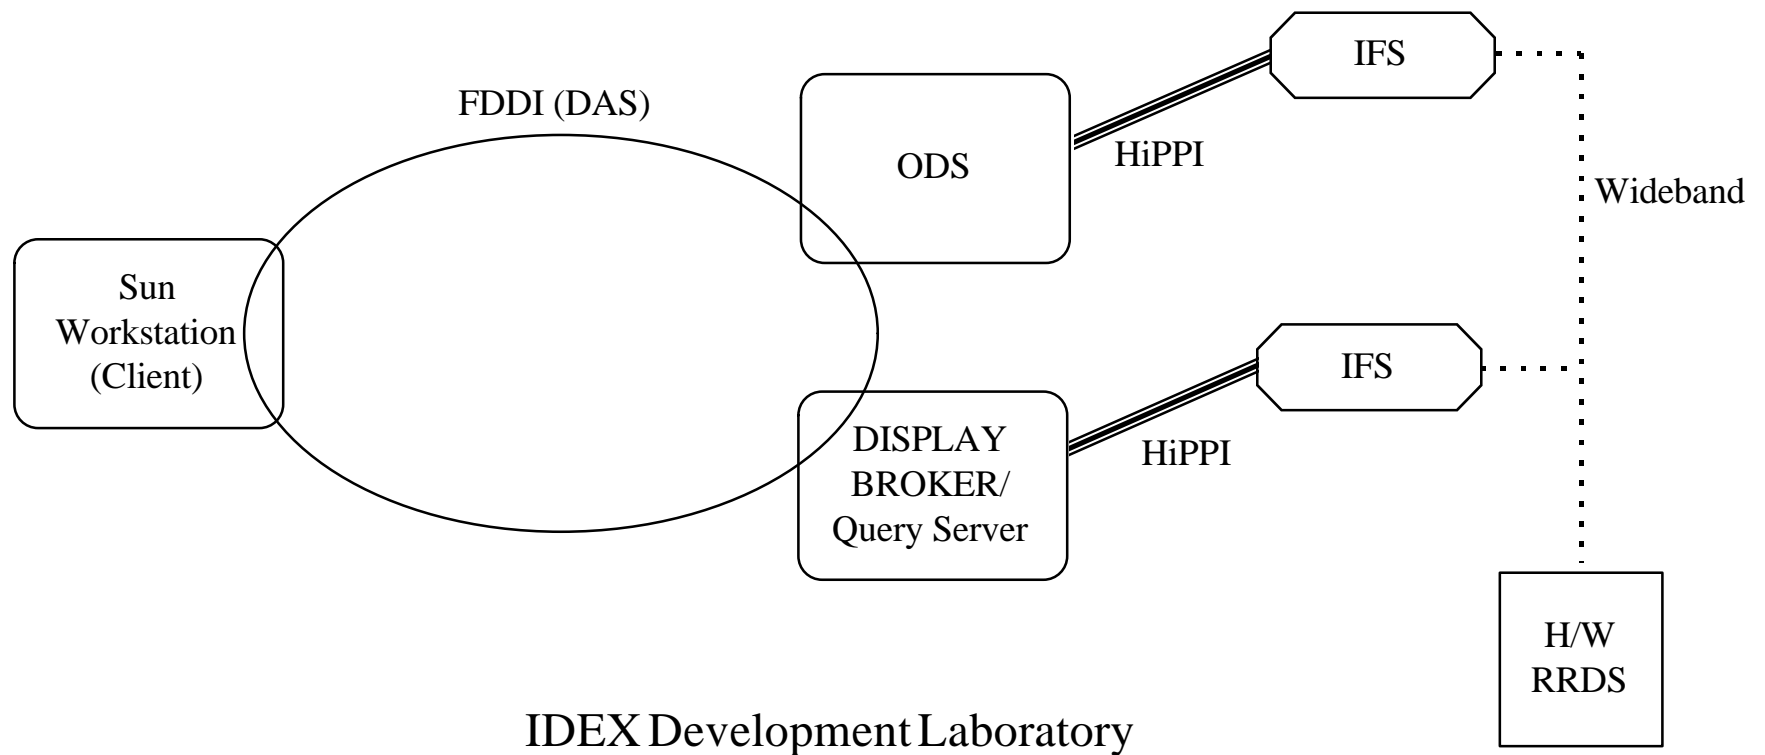 IFS
FDDI (DAS)
HiPPI
ODS
Wideband
Sun
Workstation
(Client)
IFS
DISPLAY
BROKER/
Query Server
HiPPI
H/W
RRDS
IDEX Development Laboratory